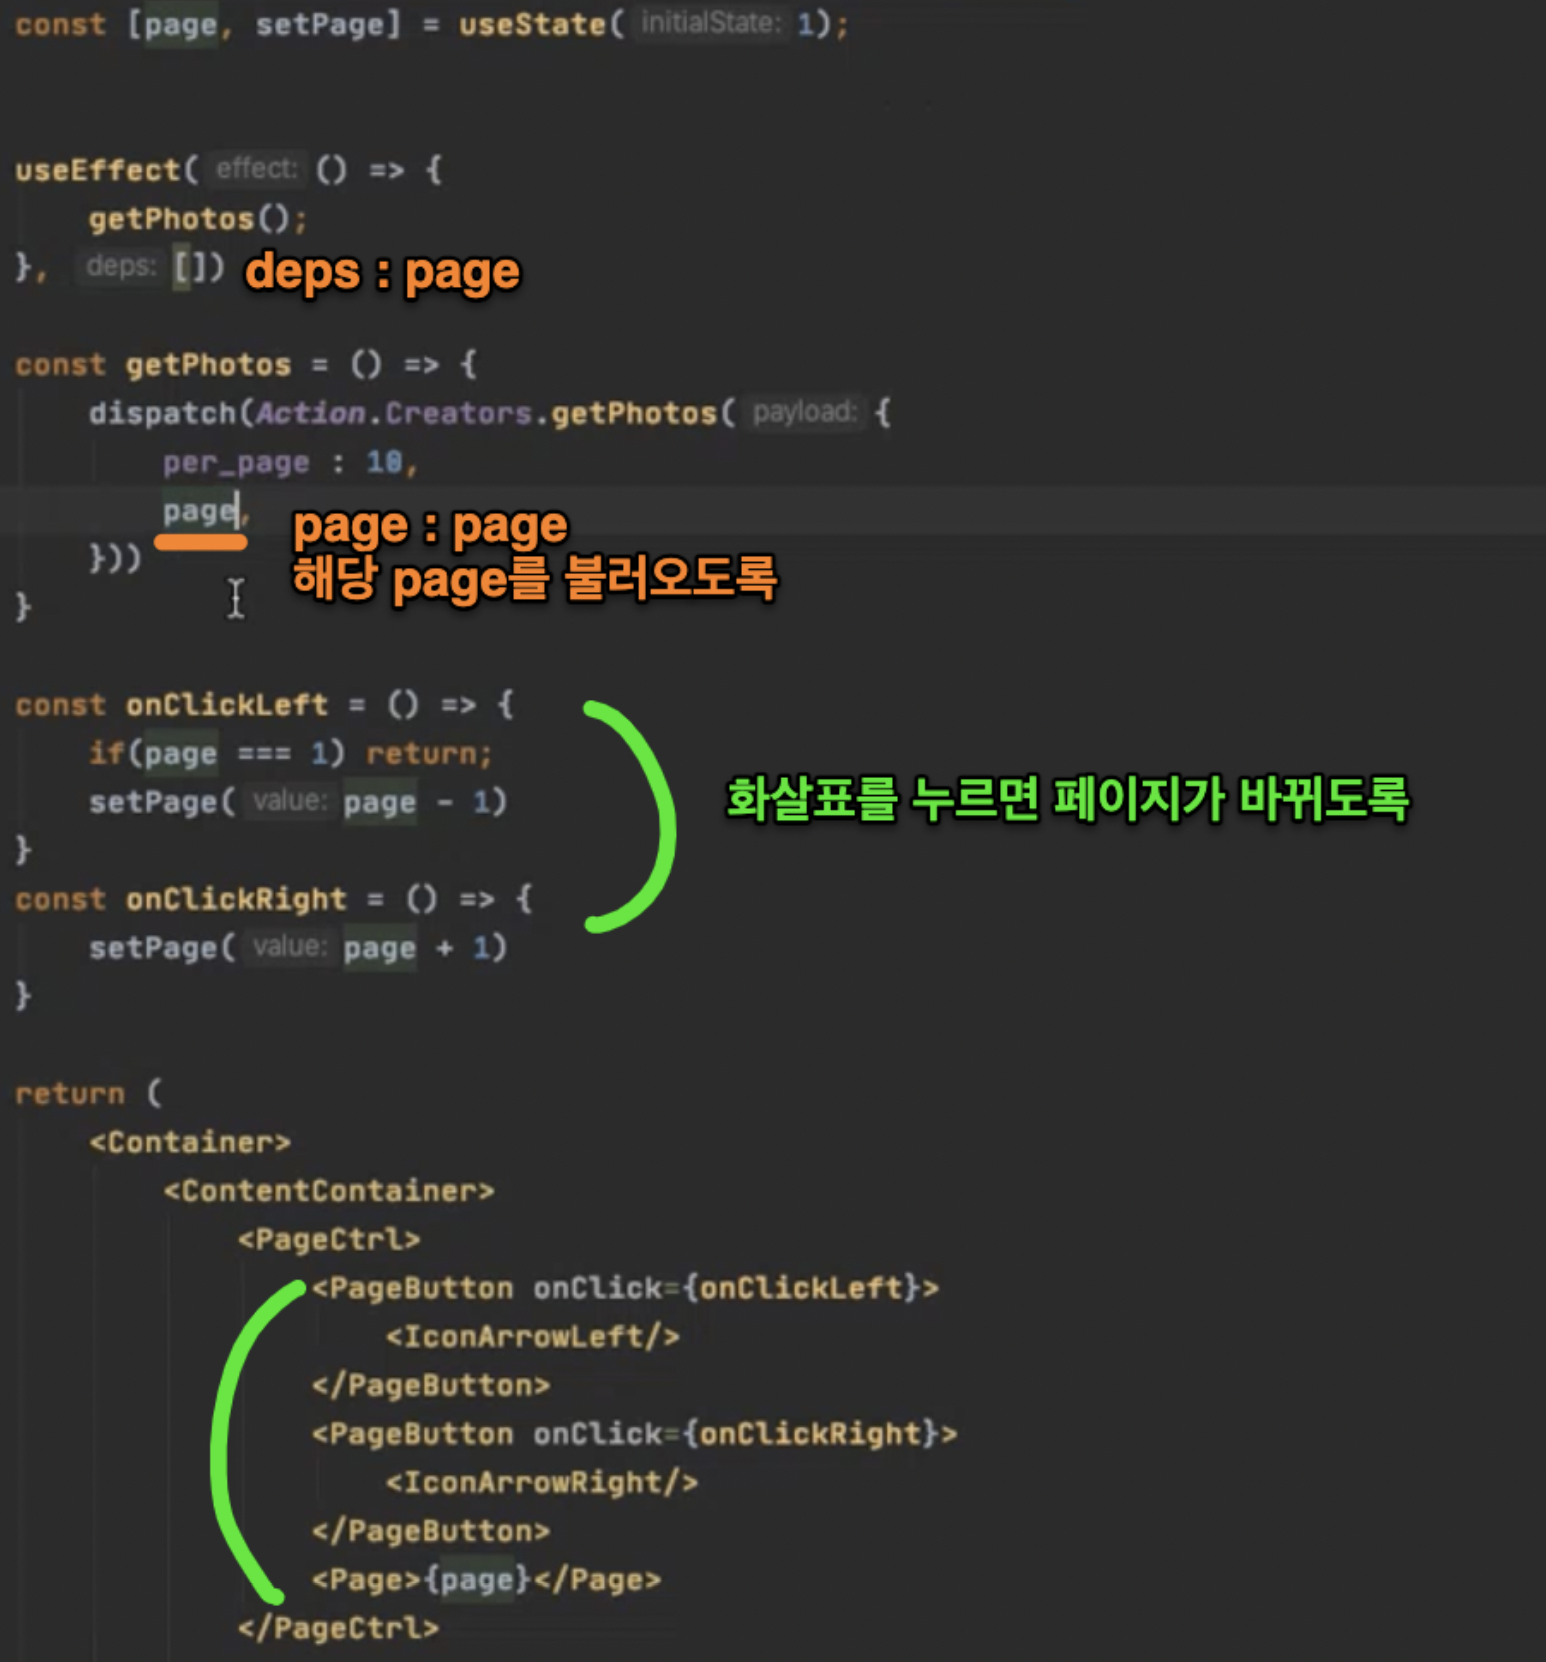 const [page, setPage] = useState( initialState: 1);
useEffect( effect: () => {
getPhotos();
}, deps: []) deps : page
const getPhotos = () => {
dispatch(Action.Creators.getPhotos( payload: {
per_page : 10,
page, page : page
})) 해당 page를 불러오도록
}
const onClickLeft = () => {
if(page === 1) return;
setPage( value: page - 1) 화살표를 누르면 페이지가 바뀌도록
}
const onClickRight = () => {
setPage( value: page + 1)
}
return (
<Container>
<ContentContainer>
<PageCtrl>
<PageButton onClick={onClickLeft}>
<IconArrowLeft/>
</PageButton>
<PageButton onClick={onClickRight}>
<IconArrowRight/>
</PageButton>
<Page>{page}</Page>
</PageCtrl>